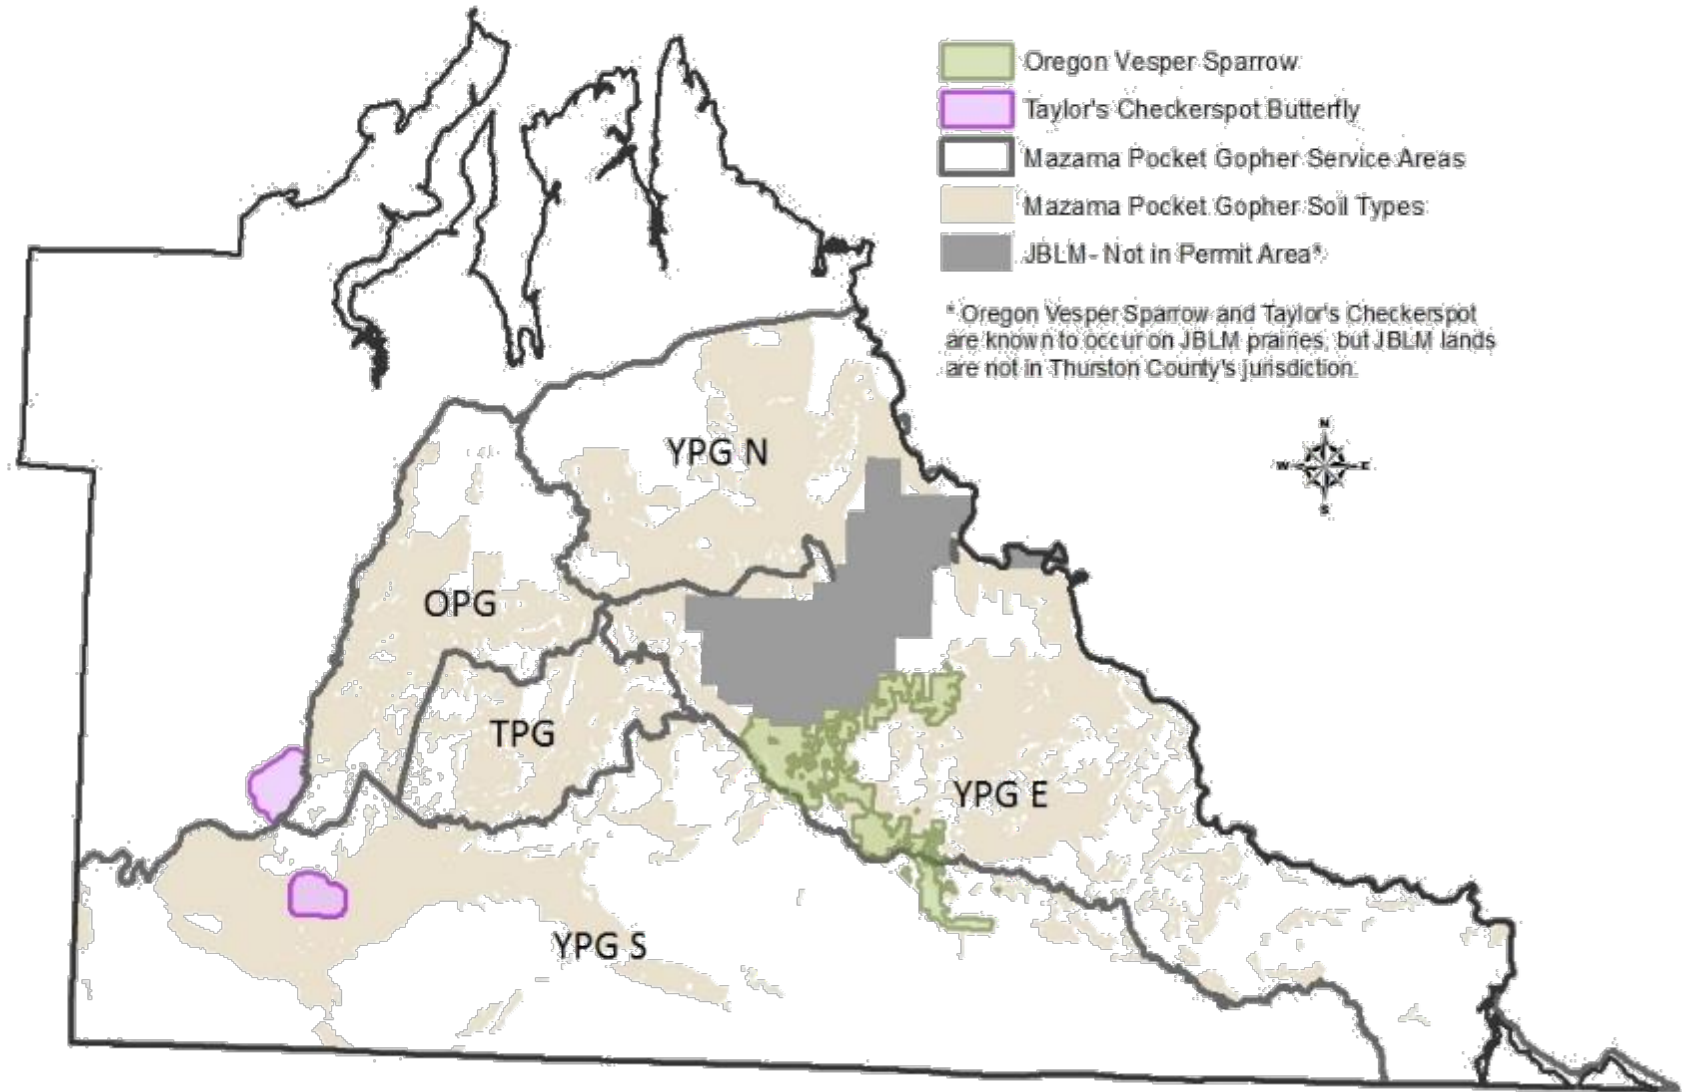 Oregon Vesper Sparrow
Taylor's Checkerspot Butterfly
Mazama Pocket Gopher Service Areas
Mazama Pocket Gopher Soil Types
JBLM- Not in Permit Area*
* Oregon Vesper Sparrow and Taylor's Checkerspot
are known to occur on JBLM prairies, but JBLM lands
are not in Thurston County's jurisdiction.
N
W E
S
YPG N
OPG
TPG
YPG E
YPG S